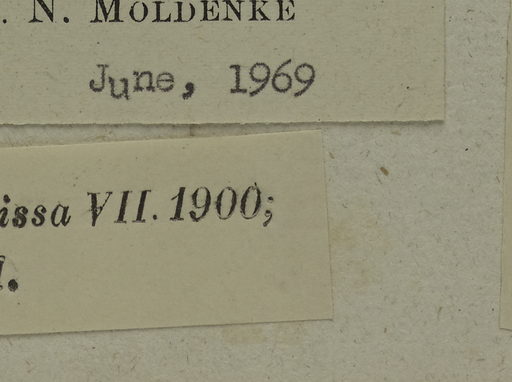 . N. MOLDENKE
June, 1969
issa VII. 1900;